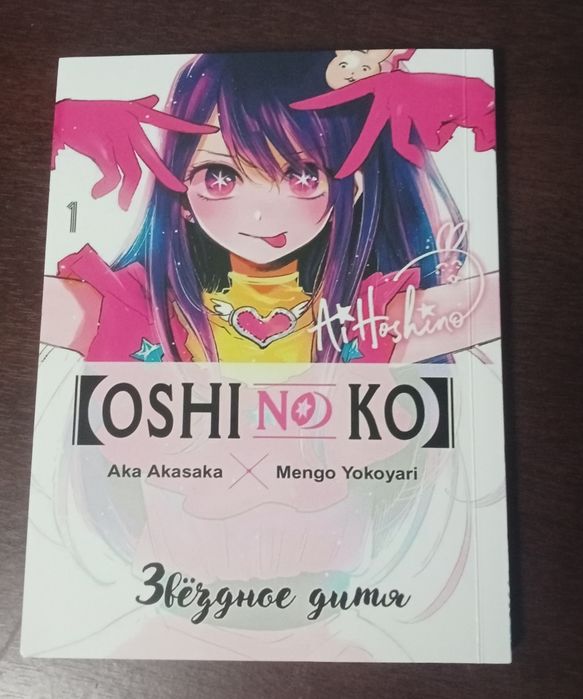 1
Ai Hoshino
【OSHI NO KO】
Aka Akasaka × Mengo Yokoyari
Звёздное дитя